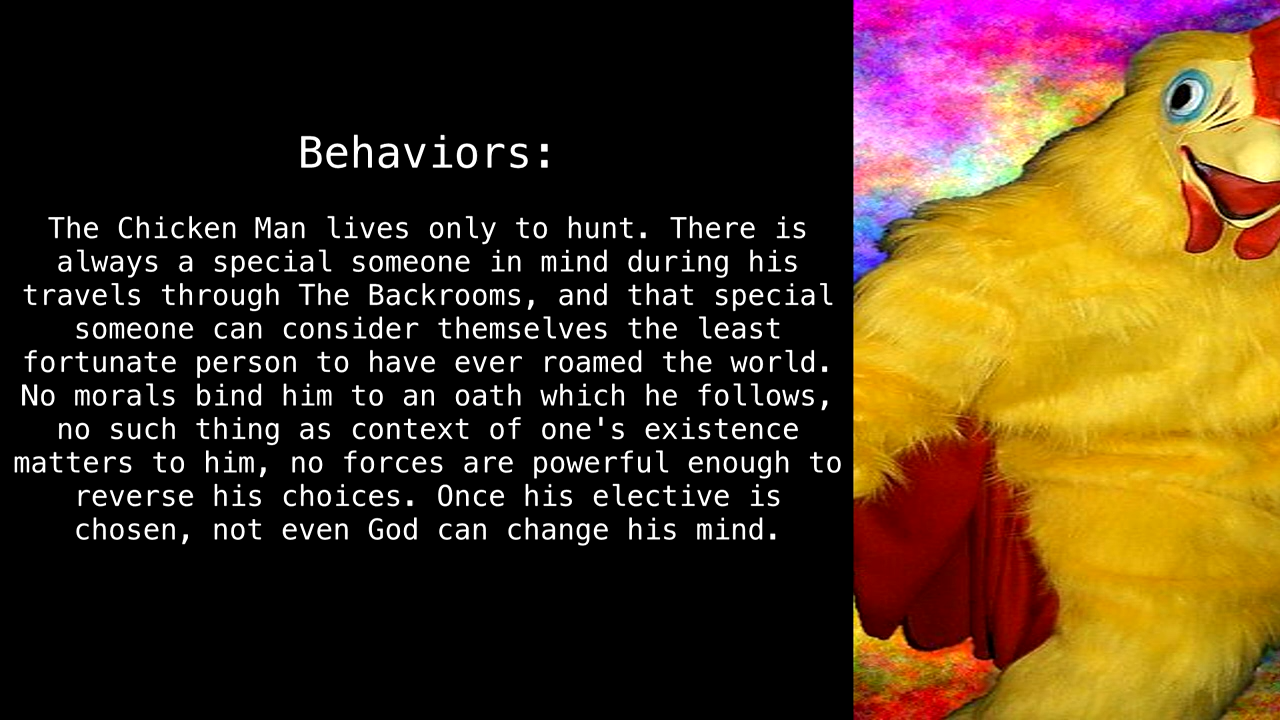 Behaviors:
The Chicken Man lives only to hunt. There is
always a special someone in mind during his
travels through The Backrooms, and that special
someone can consider themselves the least
fortunate person to have ever roamed the world.
No morals bind him to an oath which he follows,
no such thing as context of one's existence
matters to him, no forces are powerful enough to
reverse his choices. Once his elective is
chosen, not even God can change his mind.